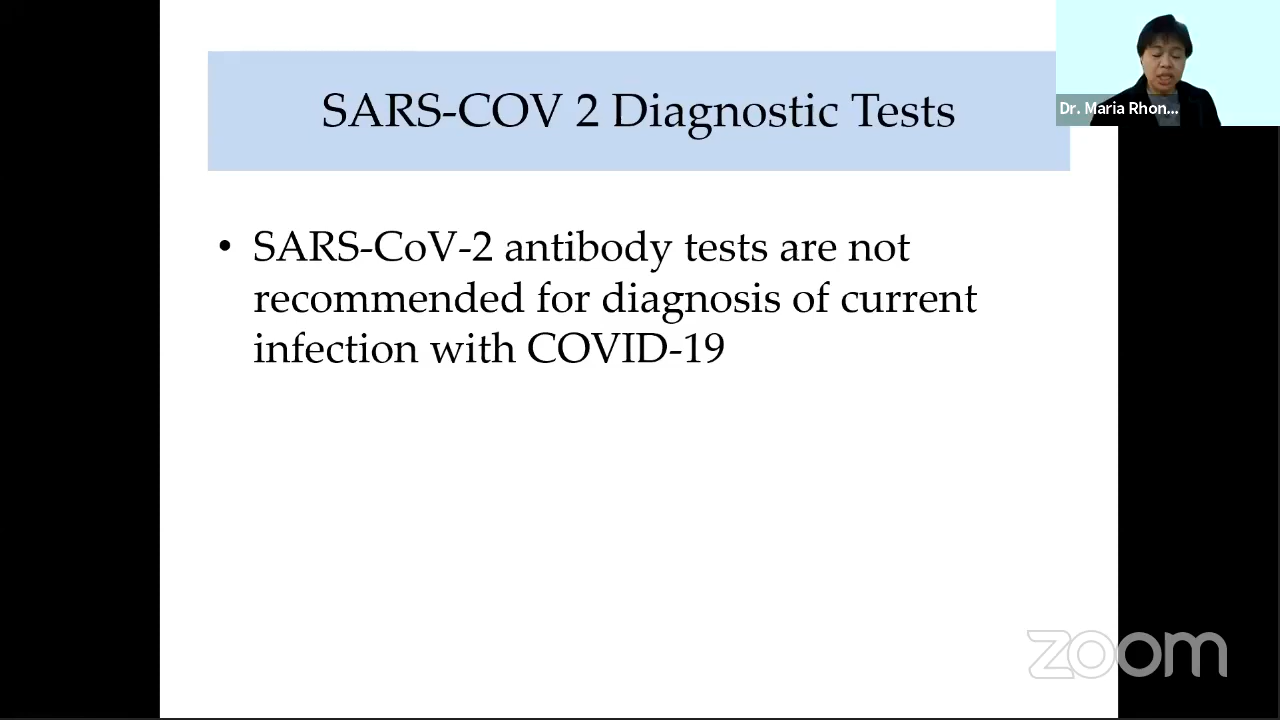 SARS-COV 2 Diagnostic Tests
Dr. Maria Rhon...
• SARS-CoV-2 antibody tests are not
recommended for diagnosis of current
infection with COVID-19
zoom